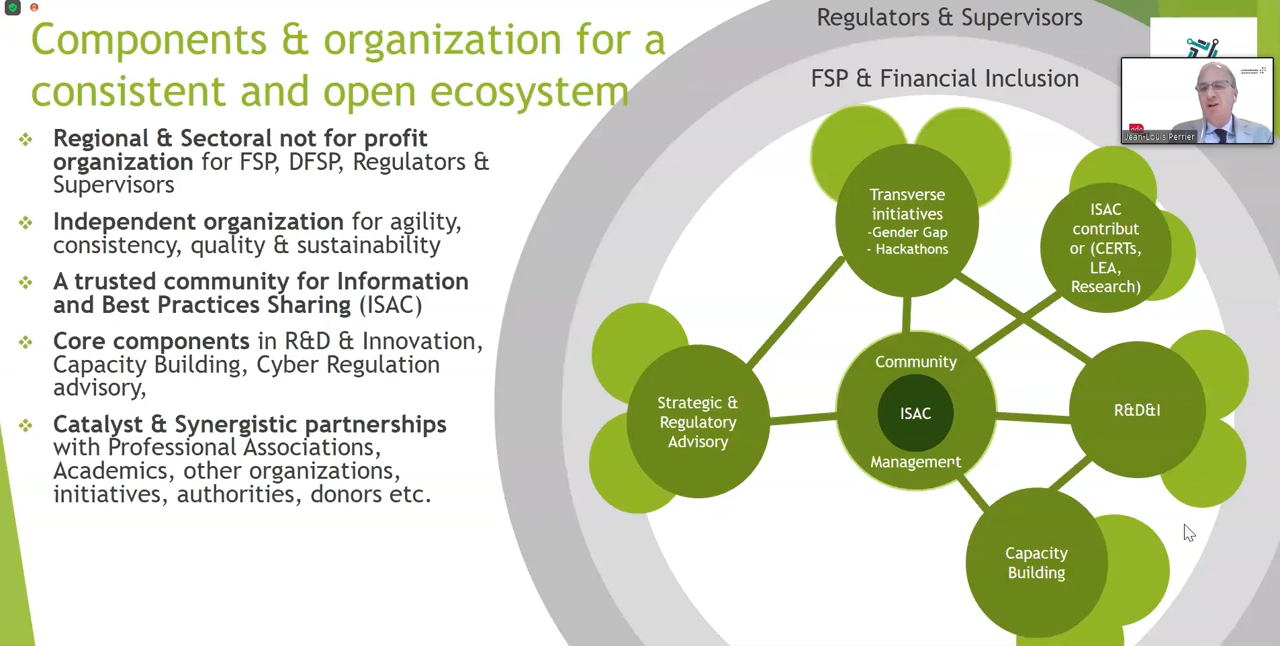 Components & organization for a
consistent and open ecosystem
Regional & Sectoral not for profit
organization for FSP, DFSP, Regulators &
Supervisors
Independent organization for agility,
consistency, quality & sustainability
A trusted community for Information
and Best Practices Sharing (ISAC)
Core components in R&D & Innovation,
Capacity Building, Cyber Regulation
advisory,
Catalyst & Synergistic partnerships
with Professional Associations,
Academics, other organizations,
initiatives, authorities, donors etc.
Regulators & Supervisors
FSP & Financial Inclusion
Jean-Louis Perrier
Transverse
initiatives
-Gender Gap
- Hackathons
ISAC
contribut
or (CERTs,
LEA,
Research)
Strategic &
Regulatory
Advisory
Community
ISAC
Management
R&D&I
Capacity
Building